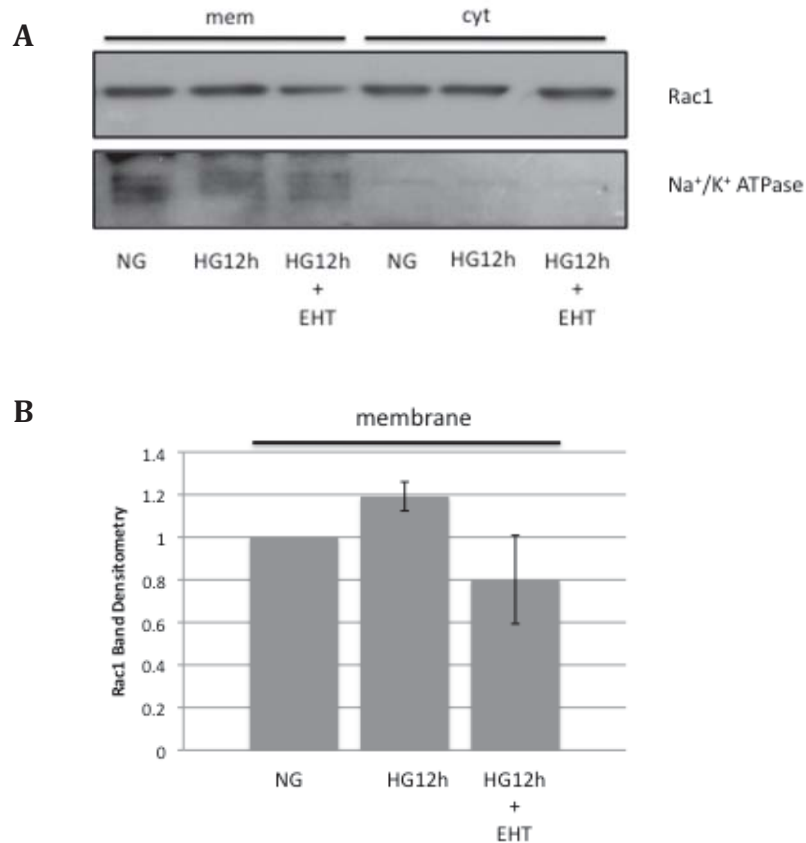 A
mem cyt
Rac1
Na⁺/K⁺ ATPase
NG HG12h HG12h NG HG12h HG12h
+ +
EHT EHT
B
membrane
Rac1 Band Densitometry
1.4
1.2
1
0.8
0.6
0.4
0.2
0
NG HG12h HG12h
+
EHT